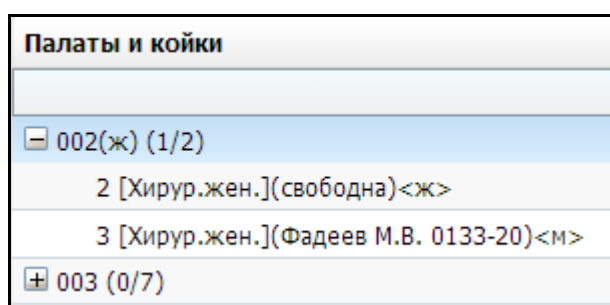 Палаты и койки
002(ж) (1/2)
2 [Хирур.жен.](свободна)<ж>
3 [Хирур.жен.](Фадеев М.В. 0133-20)<м>
003 (0/7)